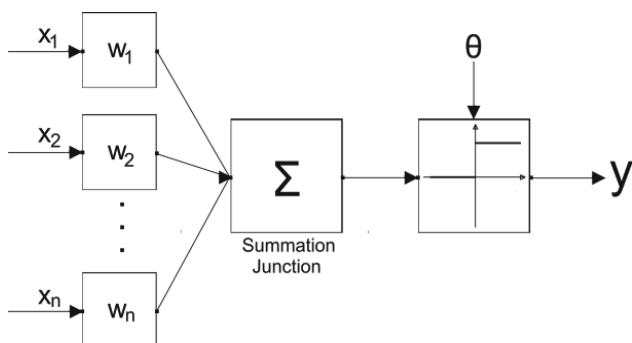 x₁
w₁
θ
x₂
w₂
Σ
y
Summation
Junction
xₙ
wₙ